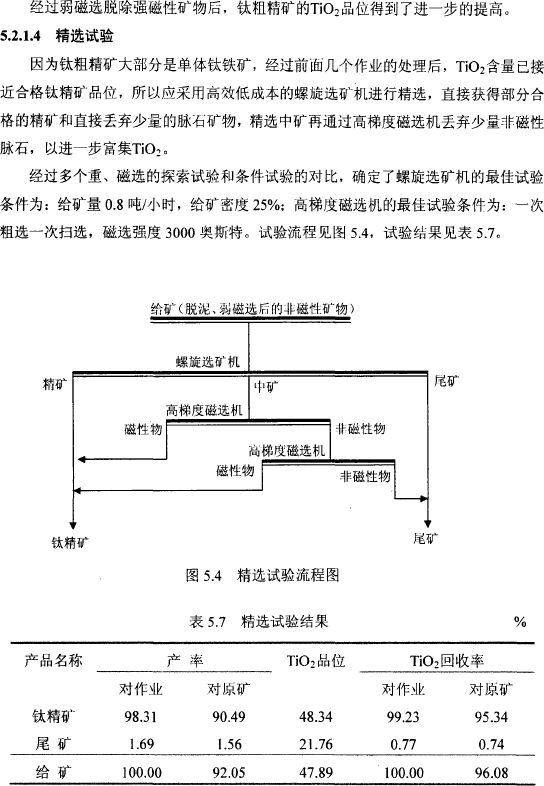 经过弱磁选脱除强磁性矿物后，钛粗精矿的TiO₂品位得到了进一步的提高。
5.2.1.4 精选试验
因为钛粗精矿大部分是单体钛铁矿，经过前面几个作业的处理后，TiO₂含量已接
近合格钛精矿品位，所以应采用高效低成本的螺旋选矿机进行精选，直接获得部分合
格的精矿和直接丢弃少量的脉石矿物，精选中矿再通过高梯度磁选机丢弃少量非磁性
脉石，以进一步富集TiO₂。
经过多个重、磁选的探索试验和条件试验的对比，确定了螺旋选矿机的最佳试验
条件为：给矿量 0.8 吨/小时，给矿密度 25%；高梯度磁选机的最佳试验条件为：一次
粗选一次扫选，磁选强度 3000 奥斯特。试验流程见图 5.4，试验结果见表 5.7。
给矿（脱泥、弱磁选后的非磁性矿物）
螺旋选矿机
精矿 中矿 尾矿
高梯度磁选机
磁性物 非磁性物
高梯度磁选机
磁性物 非磁性物
钛精矿 尾矿
图 5.4 精选试验流程图
表 5.7 精选试验结果 %
产品名称 产 率 TiO₂品位 TiO₂回收率
对作业 对原矿 对作业 对原矿
钛精矿 98.31 90.49 48.34 99.23 95.34
尾 矿 1.69 1.56 21.76 0.77 0.74
给 矿 100.00 92.05 47.89 100.00 96.08